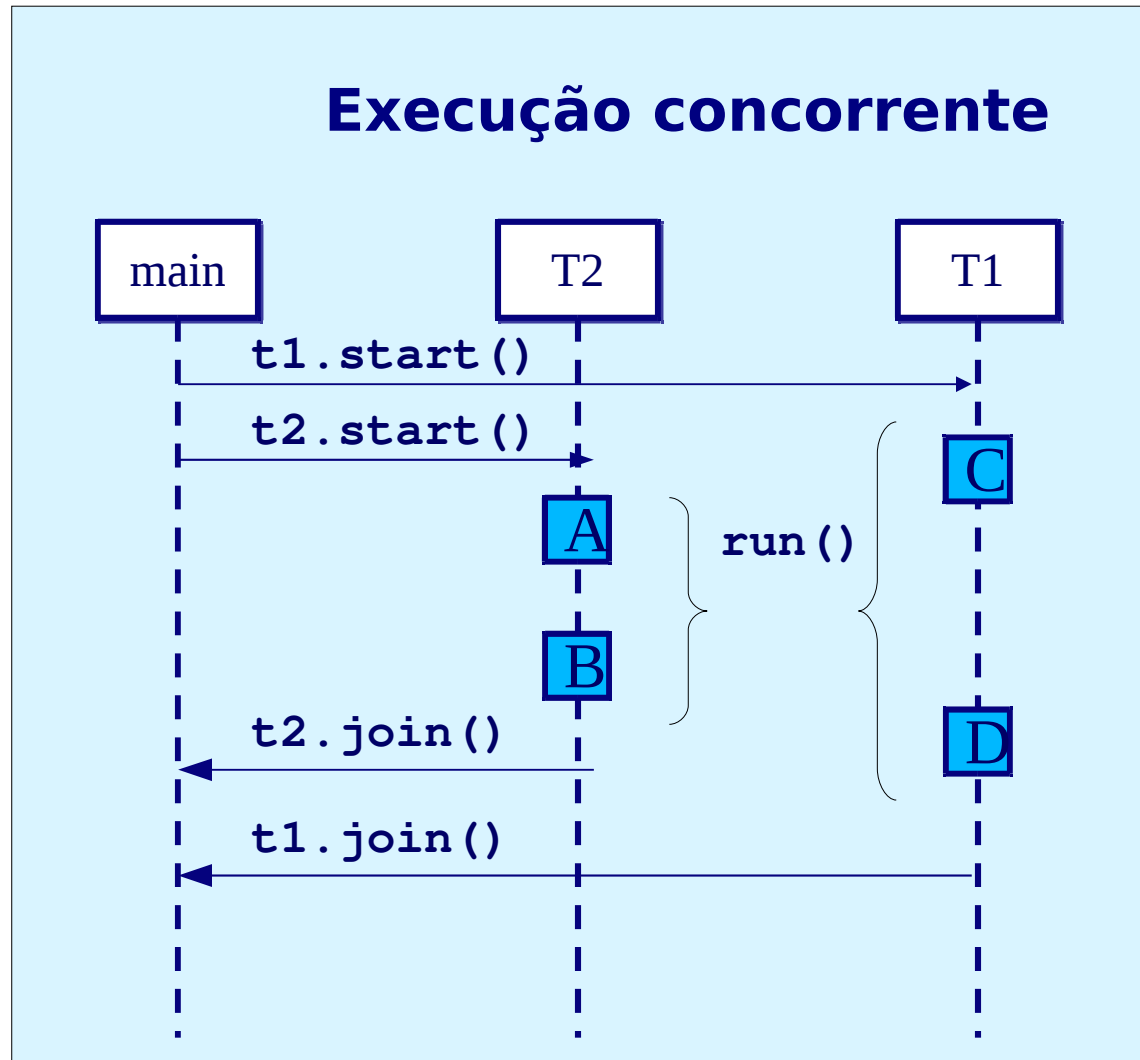 Execução concorrente
main
T2
T1
t1.start()
t2.start()
C
A
run()
B
t2.join()
D
t1.join()